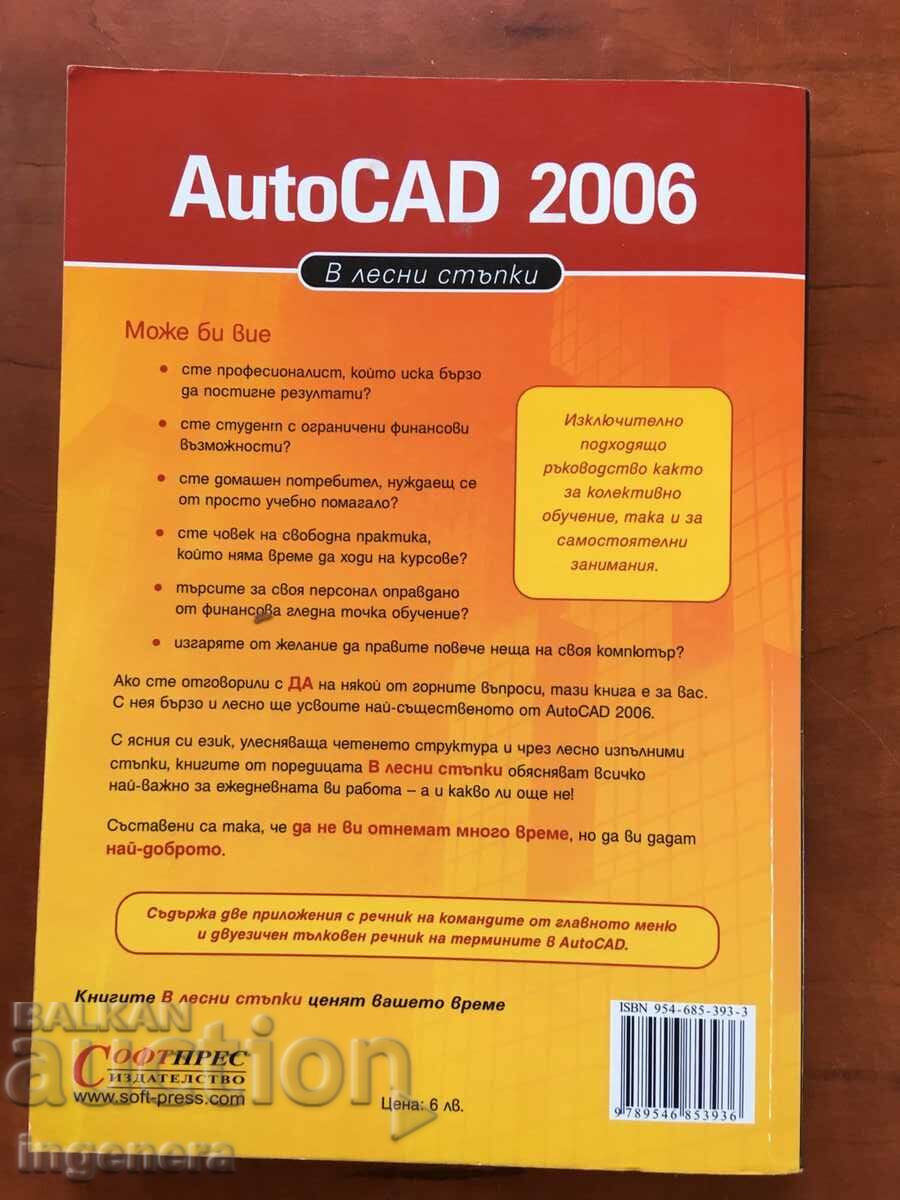 AutoCAD 2006
В лесни стъпки
Може би вие
• сте професионалист, който иска бързо
да постигне резултати?
• сте студент с ограничени финансови
възможности?
• сте домашен потребител, нуждаещ се
от просто учебно помагало?
• сте човек на свободна практика,
който няма време да ходи на курсове?
• търсите за своя персонал оправдано
от финансова гледна точка обучение?
• изгаряте от желание да правите повече неща на своя компютър?
Изключително
подходящо
ръководство както
за колективно
обучение, така и за
самостоятелни
занимания.
Ако сте отговорили с ДА на някой от горните въпроси, тази книга е за вас.
С нея бързо и лесно ще усвоите най-същественото от AutoCAD 2006.
С ясния си език, улесняваща четенето структура и чрез лесно изпълними
стъпки, книгите от поредицата В лесни стъпки обясняват всичко
най-важно за ежедневната ви работа – а и какво ли още не!
Съставени са така, че да не ви отнемат много време, но да ви дадат
най-доброто.
Съдържа две приложения с речник на командите от главното меню
и двуезичен тълковен речник на термините в AutoCAD.
Книгите В лесни стъпки ценят вашето време
BALKAN
auction
СОФТПРЕС
ИЗДАТЕЛСТВО
www.soft-press.com
Цена: 6 лв.
ISBN 954-685-393-3
9 789546 853936
ingenera